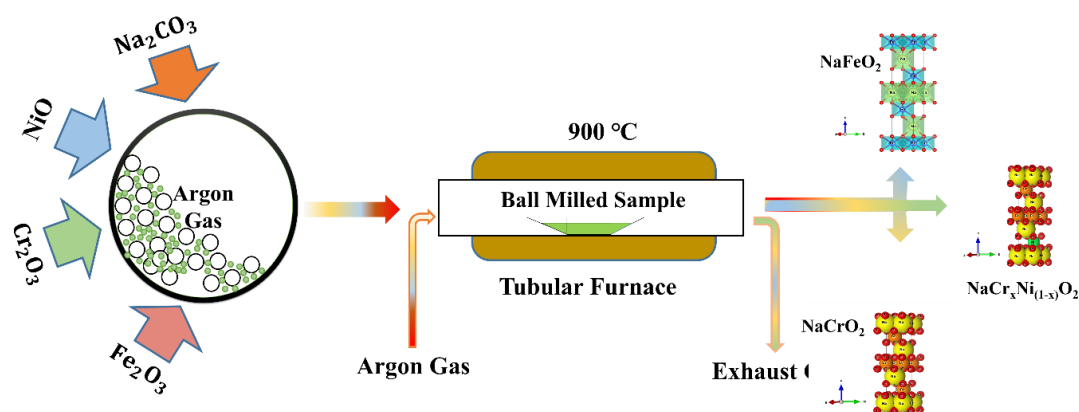 Na₂CO₃
NiO
Cr₂O₃
Fe₂O₃
Argon
Gas
900 °C
Ball Milled Sample
Tubular Furnace
Argon Gas
Exhaust
NaFeO₂
NaCrₓNi₍₁₋ₓ₎O₂
NaCrO₂